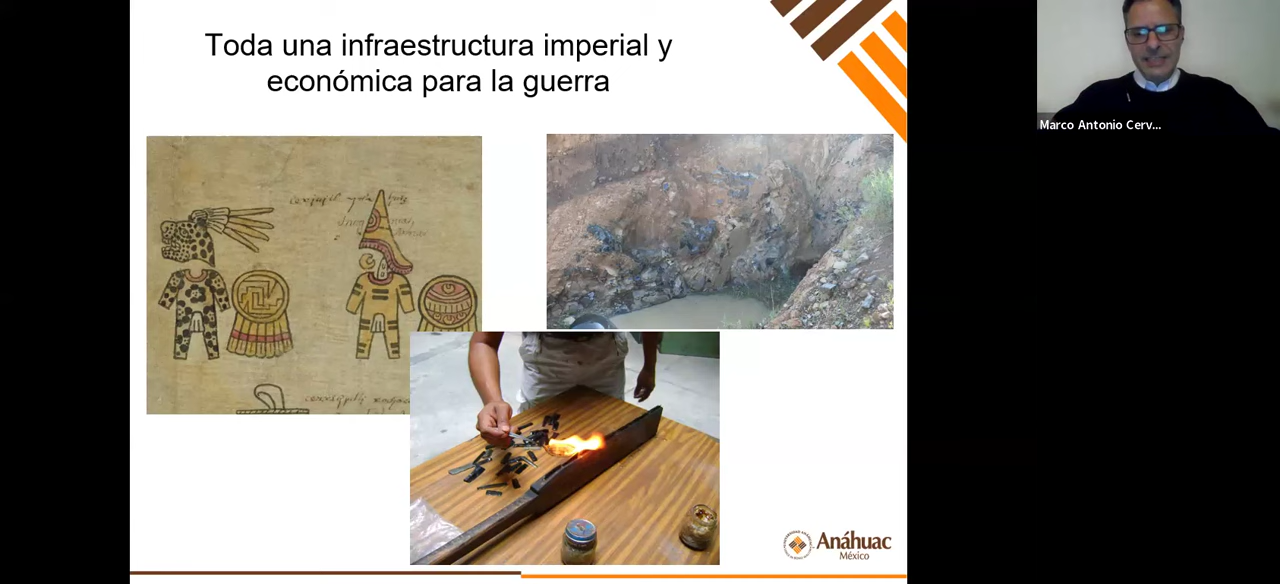 Toda una infraestructura imperial y
económica para la guerra
Marco Antonio Cerv...
Anáhuac
México